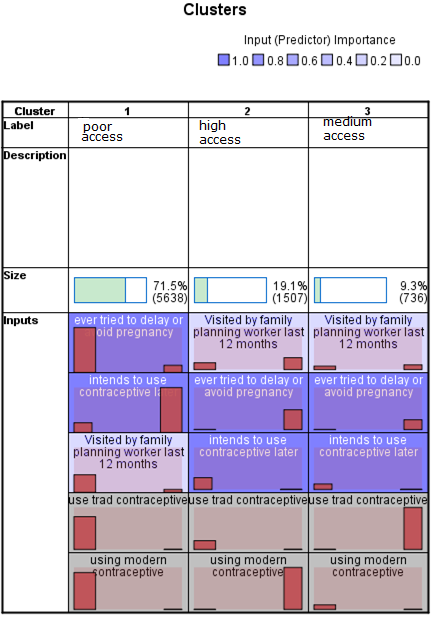 Clusters
Input (Predictor) Importance
1.0 0.8 0.6 0.4 0.2 0.0
Cluster 1 2 3
Label poor access high access medium access
Description
Size 71.5% (5638) 19.1% (1507) 9.3% (736)
Inputs
ever tried to delay or avoid pregnancy
Visited by family planning worker last 12 months
Visited by family planning worker last 12 months
intends to use contraceptive later
ever tried to delay or avoid pregnancy
ever tried to delay or avoid pregnancy
Visited by family planning worker last 12 months
intends to use contraceptive later
intends to use contraceptive later
use trad contraceptive
use trad contraceptive
use trad contraceptive
using modern contraceptive
using modern contraceptive
using modern contraceptive